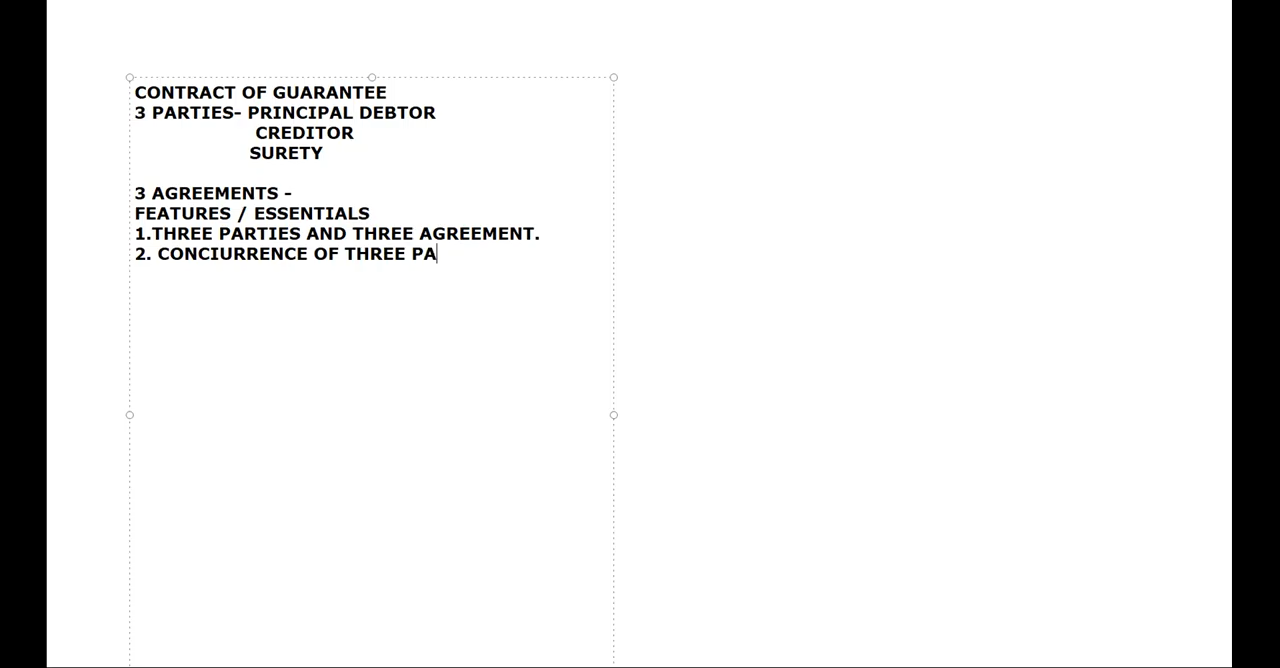 CONTRACT OF GUARANTEE
3 PARTIES- PRINCIPAL DEBTOR
CREDITOR
SURETY
3 AGREEMENTS -
FEATURES / ESSENTIALS
1.THREE PARTIES AND THREE AGREEMENT.
2. CONCIURRENCE OF THREE PA